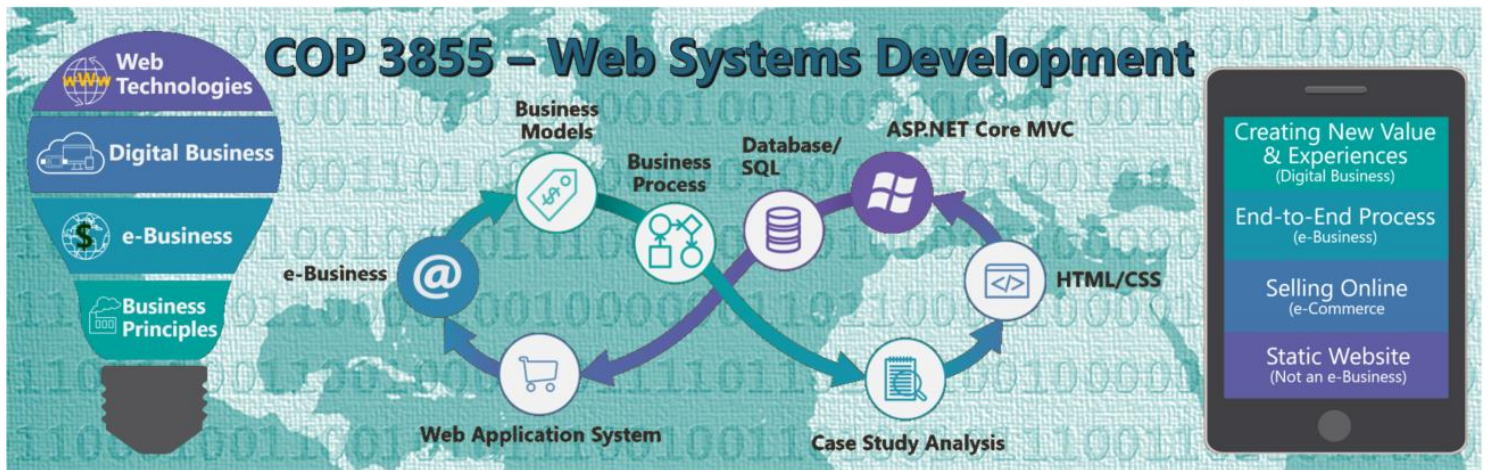 COP 3855 – Web Systems Development
Web
Technologies
Digital Business
$
e-Business
Business
Principles
Business
Models
$
Business
Process
Database/
SQL
ASP.NET Core MVC
e-Business
@
</>
HTML/CSS
Web Application System
Case Study Analysis
Creating New Value
& Experiences
(Digital Business)
End-to-End Process
(e-Business)
Selling Online
(e-Commerce
Static Website
(Not an e-Business)